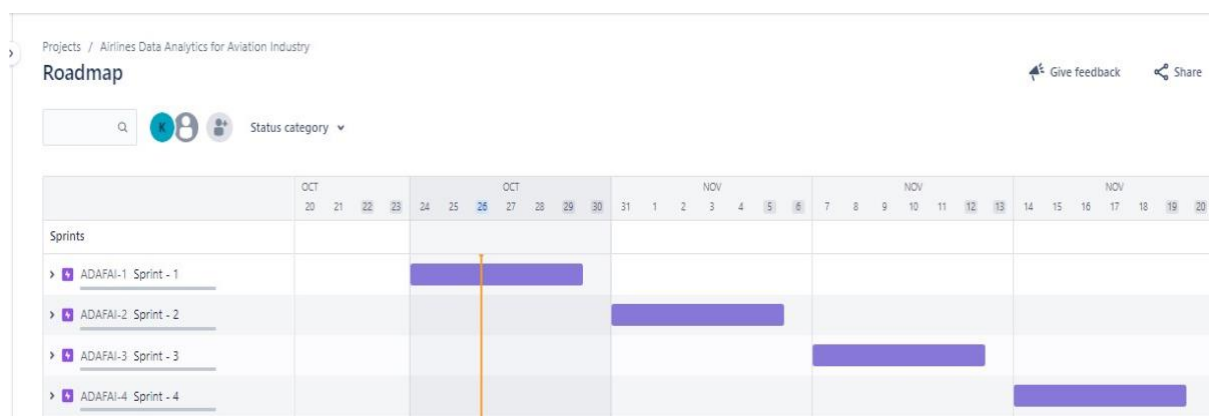 Projects / Airlines Data Analytics for Aviation Industry
Roadmap
Give feedback Share
K Status category
OCT OCT NOV NOV NOV
20 21 22 23 24 25 26 27 28 29 30 31 1 2 3 4 5 6 7 8 9 10 11 12 13 14 15 16 17 18 19 20
Sprints
ADAFAI-1 Sprint - 1
ADAFAI-2 Sprint - 2
ADAFAI-3 Sprint - 3
ADAFAI-4 Sprint - 4